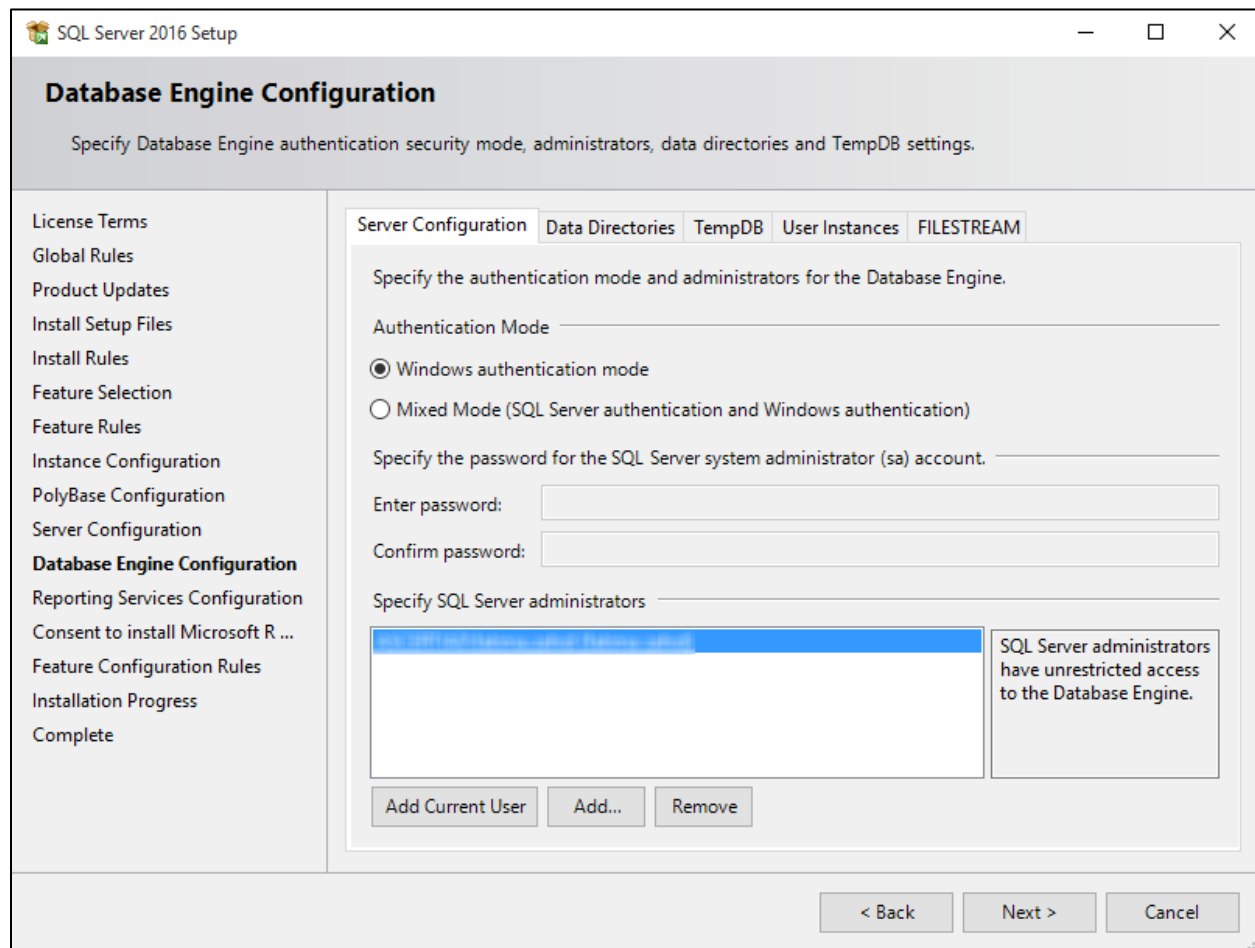 SQL Server 2016 Setup
Database Engine Configuration
Specify Database Engine authentication security mode, administrators, data directories and TempDB settings.
License Terms
Global Rules
Product Updates
Install Setup Files
Install Rules
Feature Selection
Feature Rules
Instance Configuration
PolyBase Configuration
Server Configuration
Database Engine Configuration
Reporting Services Configuration
Consent to install Microsoft R ...
Feature Configuration Rules
Installation Progress
Complete
Server Configuration Data Directories TempDB User Instances FILESTREAM
Specify the authentication mode and administrators for the Database Engine.
Authentication Mode
Windows authentication mode
Mixed Mode (SQL Server authentication and Windows authentication)
Specify the password for the SQL Server system administrator (sa) account.
Enter password:
Confirm password:
Specify SQL Server administrators
SQL Server administrators
have unrestricted access
to the Database Engine.
Add Current User Add... Remove
< Back Next > Cancel